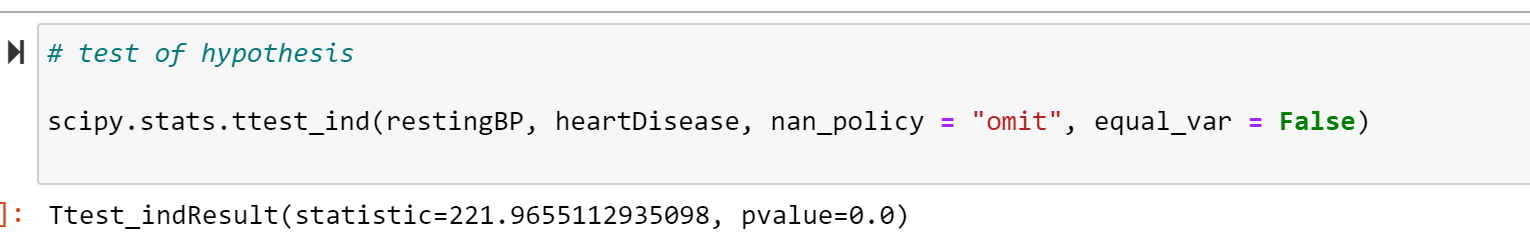 # test of hypothesis
scipy.stats.ttest_ind(restingBP, heartDisease, nan_policy = "omit", equal_var = False)
]: Ttest_indResult(statistic=221.9655112935098, pvalue=0.0)